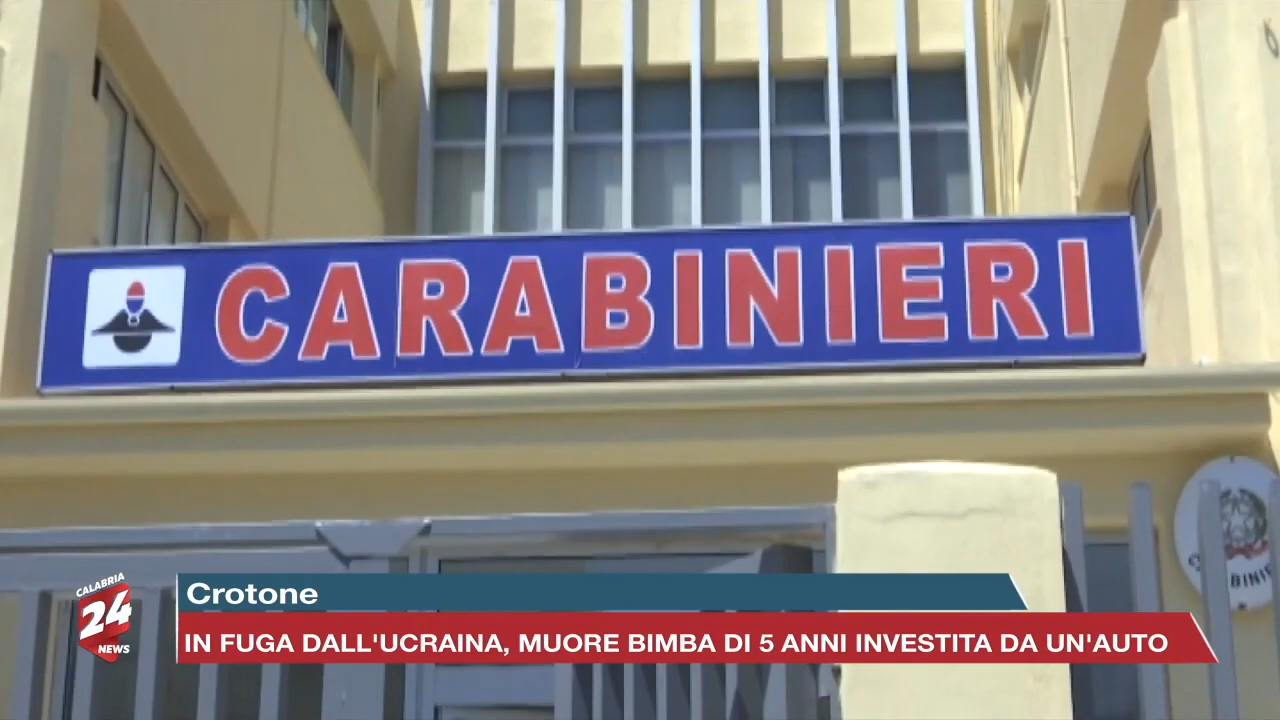 CARABINIERI
CALABRIA
24
NEWS
Crotone
IN FUGA DALL'UCRAINA, MUORE BIMBA DI 5 ANNI INVESTITA DA UN'AUTO